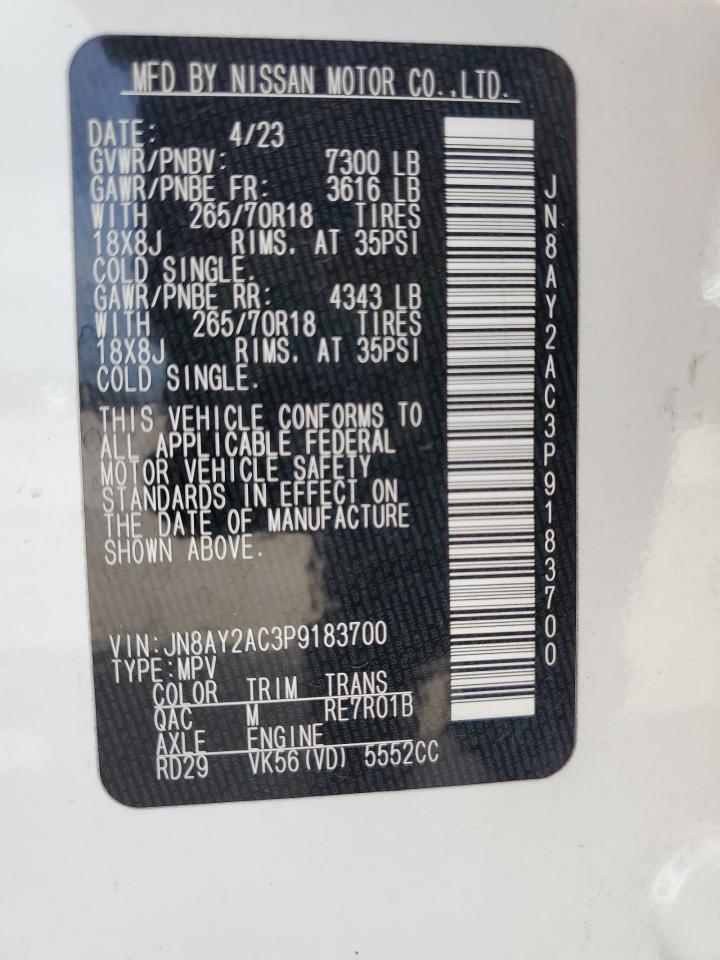 MFD BY NISSAN MOTOR CO.,LTD.
DATE: 4/23
GVWR/PNBV: 7300 LB
GAWR/PNBE FR: 3616 LB
WITH 265/70R18 TIRES
18X8J RIMS, AT 35PSI
COLD SINGLE.
GAWR/PNBE RR: 4343 LB
WITH 265/70R18 TIRES
18X8J RIMS, AT 35PSI
COLD SINGLE.
THIS VEHICLE CONFORMS TO
ALL APPLICABLE FEDERAL
MOTOR VEHICLE SAFETY
STANDARDS IN EFFECT ON
THE DATE OF MANUFACTURE
SHOWN ABOVE.
VIN:JN8AY2AC3P9183700
TYPE:MPV
COLOR TRIM TRANS
QAC M RE7R01B
AXLE ENGINE
RD29 VK56(VD) 5552CC
JN8AY2AC3P9183700